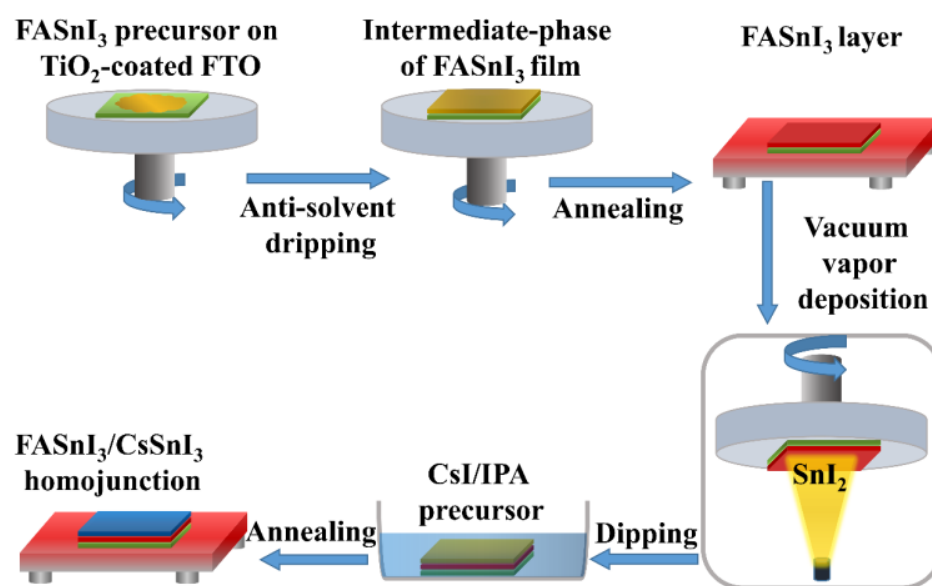 FASnI₃ precursor on
TiO₂-coated FTO
Anti-solvent
dripping
Intermediate-phase
of FASnI₃ film
Annealing
FASnI₃ layer
Vacuum
vapor
deposition
SnI₂
Dipping
CsI/IPA
precursor
Annealing
FASnI₃/CsSnI₃
homojunction